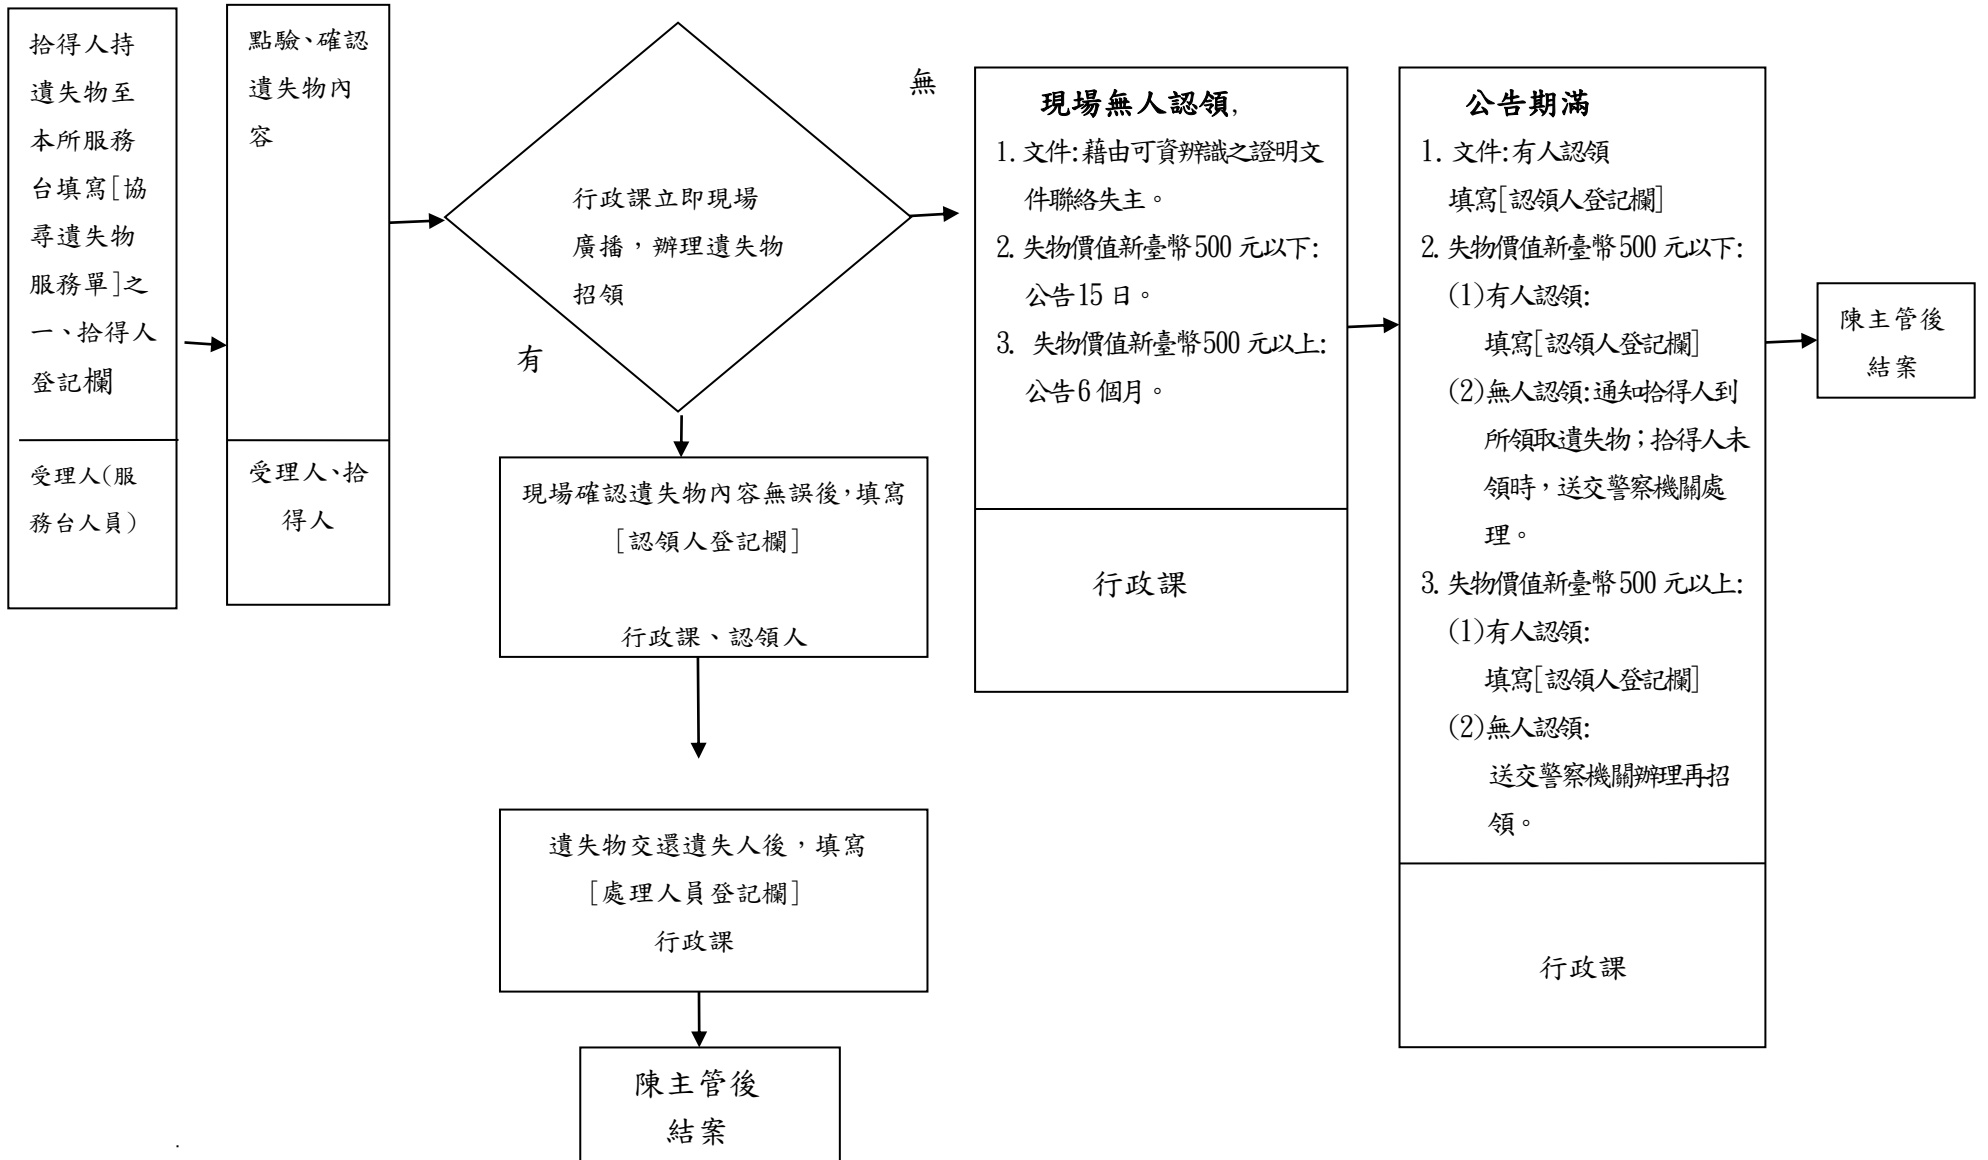 拾得人持
遺失物至
本所服務
台填寫[協
尋遺失物
服務單]之
一、拾得人
登記欄
受理人(服
務台人員)
點驗、確認
遺失物內
容
受理人、拾
得人
行政課立即現場
廣播，辦理遺失物
招領
有
無
現場確認遺失物內容無誤後，填寫
[認領人登記欄]
行政課、認領人
遺失物交還遺失人後，填寫
[處理人員登記欄]
行政課
陳主管後
結案
現場無人認領,
1. 文件:藉由可資辨識之證明文
件聯絡失主。
2. 失物價值新臺幣500 元以下:
公告15 日。
3. 失物價值新臺幣500 元以上:
公告6 個月。
行政課
公告期滿
1. 文件:有人認領
填寫[認領人登記欄]
2. 失物價值新臺幣500 元以下:
(1)有人認領:
填寫[認領人登記欄]
(2)無人認領:通知拾得人到
所領取遺失物；拾得人未
領時，送交警察機關處
理。
3. 失物價值新臺幣500 元以上:
(1)有人認領:
填寫[認領人登記欄]
(2)無人認領:
送交警察機關辦理再招
領。
行政課
陳主管後
結案
.